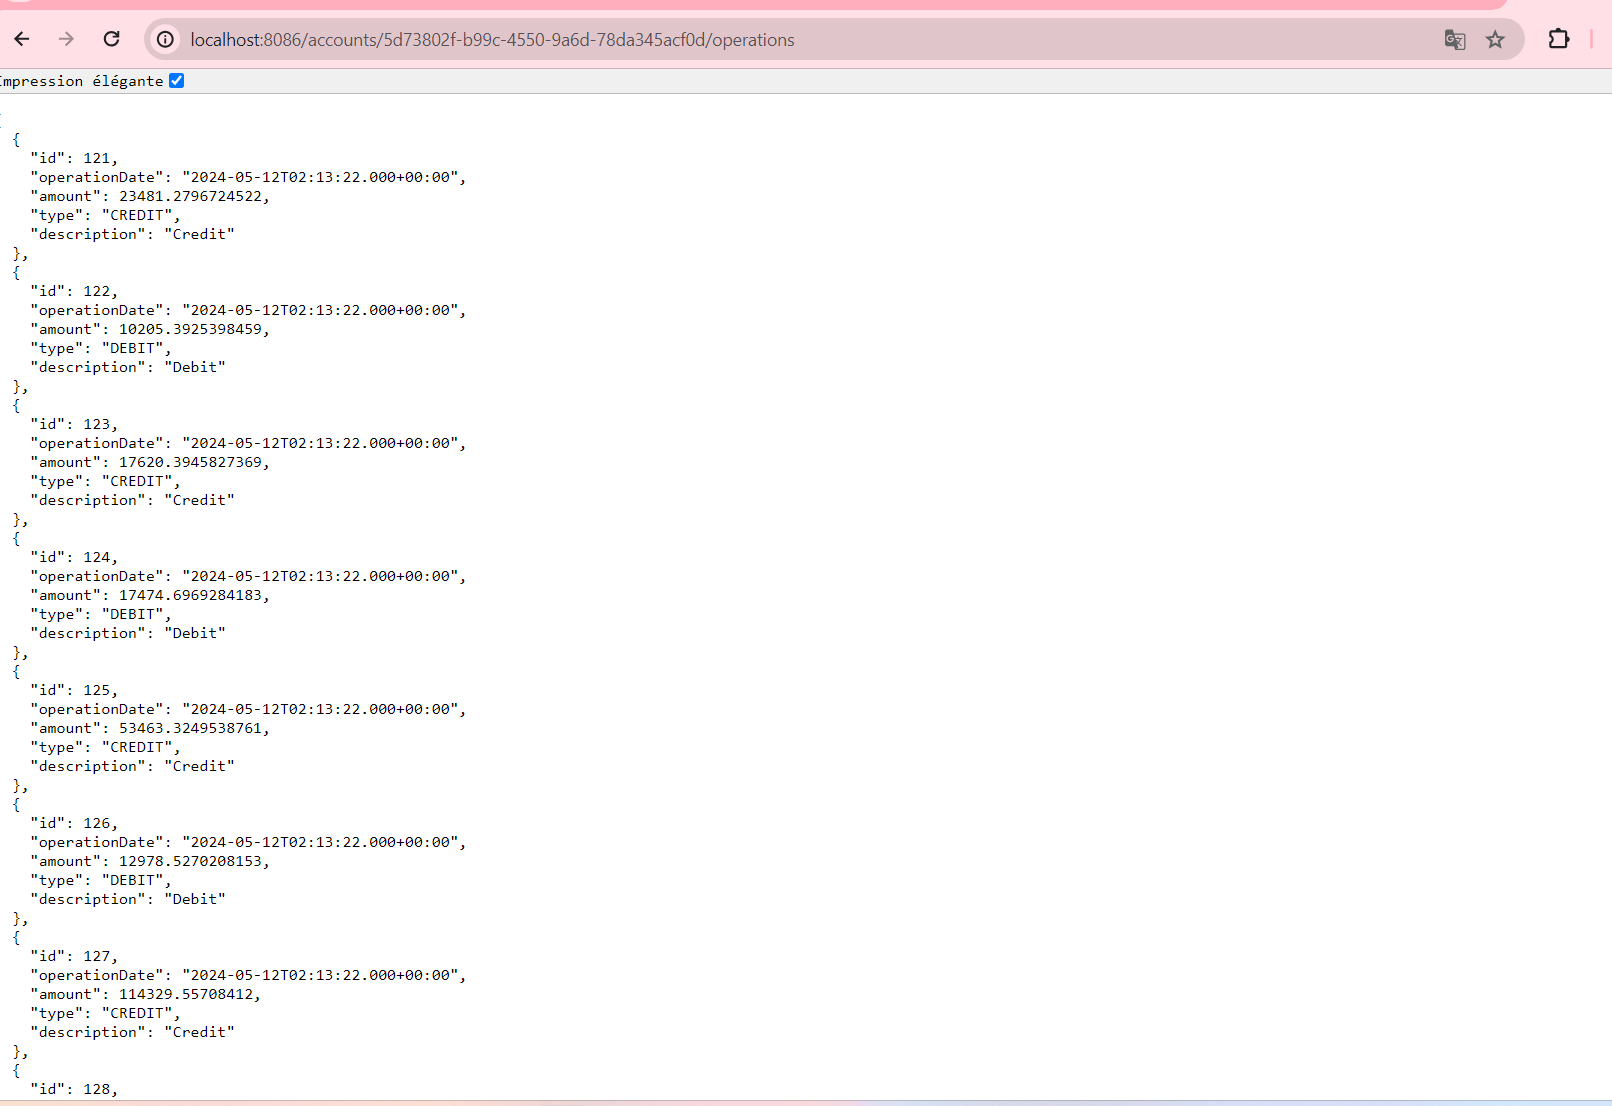 localhost:8086/accounts/5d73802f-b99c-4550-9a6d-78da345acf0d/operations
Impression élégante
[
{
"id": 121,
"operationDate": "2024-05-12T02:13:22.000+00:00",
"amount": 23481.2796724522,
"type": "CREDIT",
"description": "Credit"
},
{
"id": 122,
"operationDate": "2024-05-12T02:13:22.000+00:00",
"amount": 10205.3925398459,
"type": "DEBIT",
"description": "Debit"
},
{
"id": 123,
"operationDate": "2024-05-12T02:13:22.000+00:00",
"amount": 17620.3945827369,
"type": "CREDIT",
"description": "Credit"
},
{
"id": 124,
"operationDate": "2024-05-12T02:13:22.000+00:00",
"amount": 17474.6969284183,
"type": "DEBIT",
"description": "Debit"
},
{
"id": 125,
"operationDate": "2024-05-12T02:13:22.000+00:00",
"amount": 53463.3249538761,
"type": "CREDIT",
"description": "Credit"
},
{
"id": 126,
"operationDate": "2024-05-12T02:13:22.000+00:00",
"amount": 12978.5270208153,
"type": "DEBIT",
"description": "Debit"
},
{
"id": 127,
"operationDate": "2024-05-12T02:13:22.000+00:00",
"amount": 114329.55708412,
"type": "CREDIT",
"description": "Credit"
},
{
"id": 128,